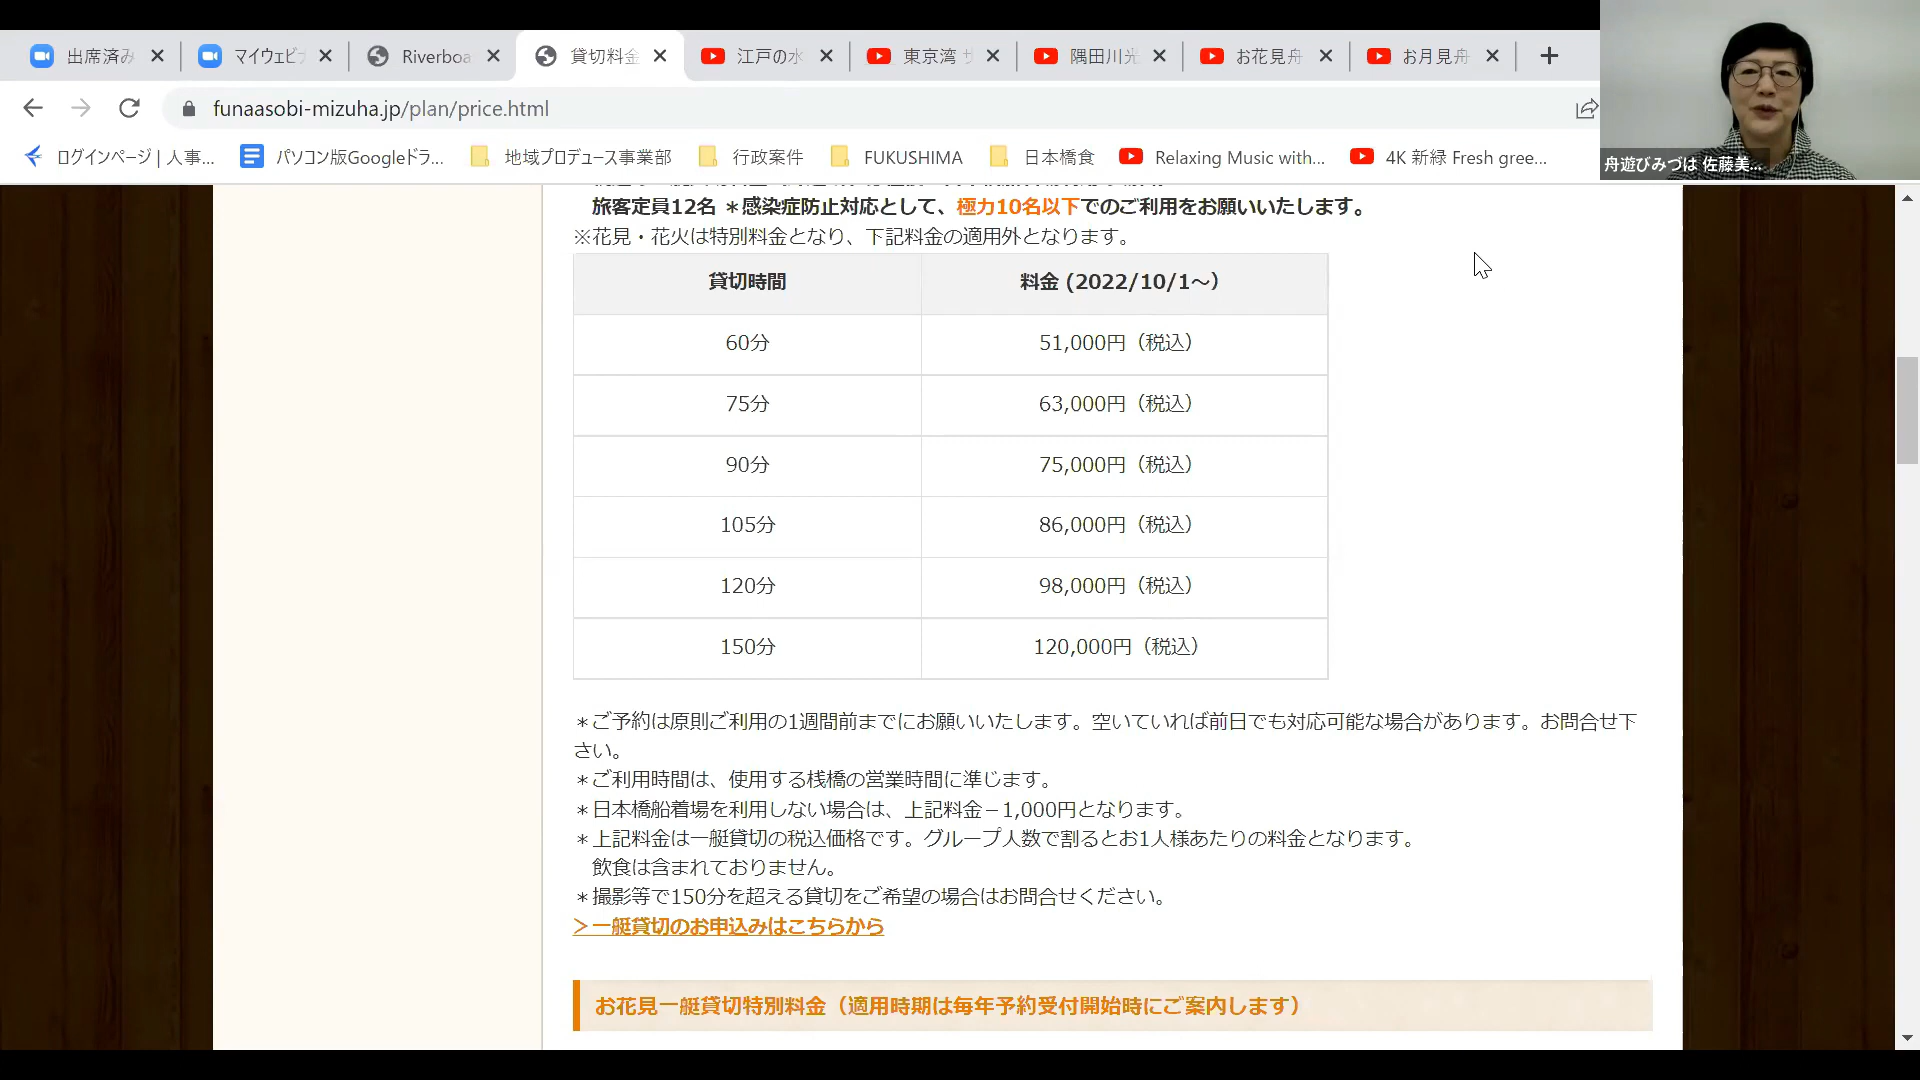 出席済み
マイウェビナ
Riverboa
貸切料金
江戸の水
東京湾 サ
隅田川光
お花見舟
お月見舟
funaasobi-mizuha.jp/plan/price.html
ログインページ | 人事...
パソコン版Googleドラ...
地域プロデュース事業部
行政案件
FUKUSHIMA
日本橋食
Relaxing Music with...
4K 新緑 Fresh gree...
舟遊びみづは 佐藤美...
旅客定員12名 ＊感染症防止対応として、極力10名以下でのご利用をお願いいたします。
※花見・花火は特別料金となり、下記料金の適用外となります。
貸切時間 料金 (2022/10/1～）
60分 51,000円（税込）
75分 63,000円（税込）
90分 75,000円（税込）
105分 86,000円（税込）
120分 98,000円（税込）
150分 120,000円（税込）
＊ご予約は原則ご利用の1週間前までにお願いいたします。空いていれば前日でも対応可能な場合があります。お問合せ下
さい。
＊ご利用時間は、使用する桟橋の営業時間に準じます。
＊日本橋船着場を利用しない場合は、上記料金－1,000円となります。
＊上記料金は一艇貸切の税込価格です。グループ人数で割るとお1人様あたりの料金となります。
飲食は含まれておりません。
＊撮影等で150分を超える貸切をご希望の場合はお問合せください。
＞一艇貸切のお申込みはこちらから
お花見一艇貸切特別料金（適用時期は毎年予約受付開始時にご案内します）